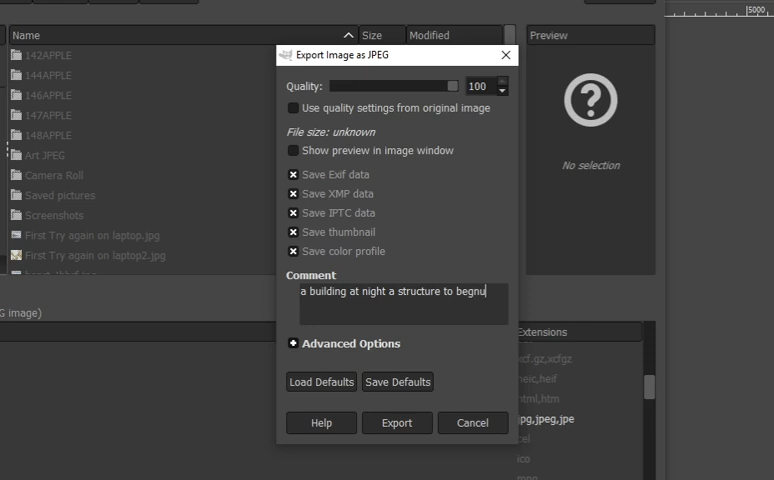 5000
Name Size Modified Preview
Export Image as JPEG
142APPLE
144APPLE
146APPLE
147APPLE
148APPLE
Art JPEG
Camera Roll
Saved pictures
Screenshots
First Try again on laptop.jpg
First Try again on laptop2.jpg
Quality: 100
Use quality settings from original image
File size: unknown
Show preview in image window
Save Exif data
Save XMP data
Save IPTC data
Save thumbnail
Save color profile
Comment
a building at night a structure to begnu
Advanced Options
Load Defaults Save Defaults
Help Export Cancel
No selection
G image)
Extensions
xcf.gz,xcfgz
heic,heif
html,htm
jpg,jpeg,jpe
cel
ico